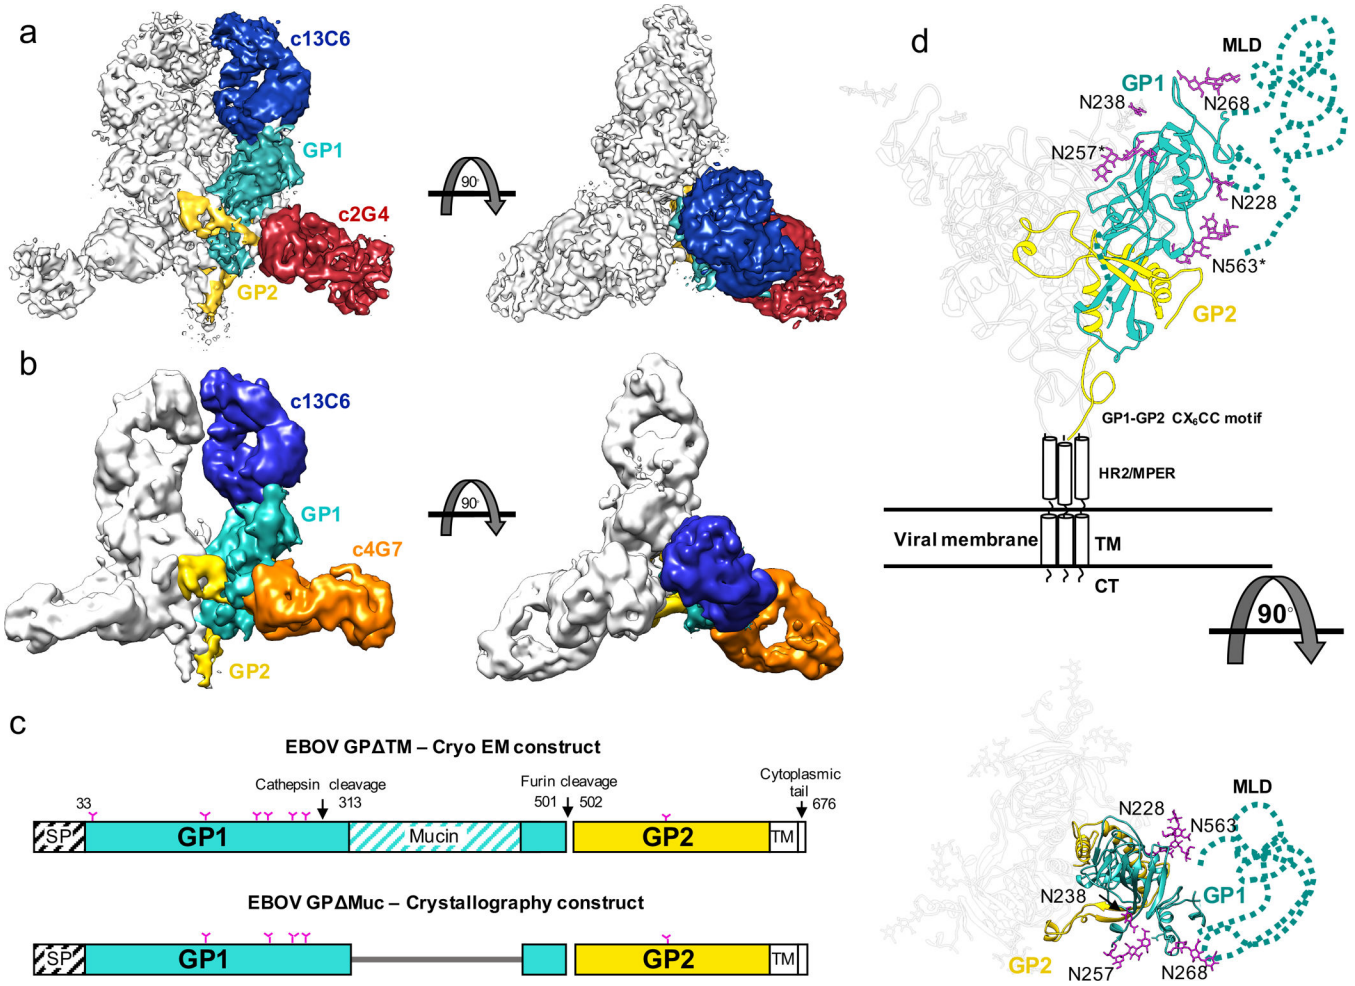 a
c13C6
GP1
c2G4
GP2
90°
b
c13C6
GP1
c4G7
GP2
90°
c
EBOV GPΔTM – Cryo EM construct
Cathepsin cleavage
Furin cleavage
Cytoplasmic
tail
33
313
501
502
676
SP
GP1
Mucin
GP2
TM
EBOV GPΔMuc – Crystallography construct
SP
GP1
GP2
TM
d
MLD
GP1
N268
N238
N257*
N228
N563*
GP2
GP1-GP2 CX₆CC motif
HR2/MPER
Viral membrane
TM
CT
90°
MLD
N228
N563
N238
GP1
GP2
N257
N268